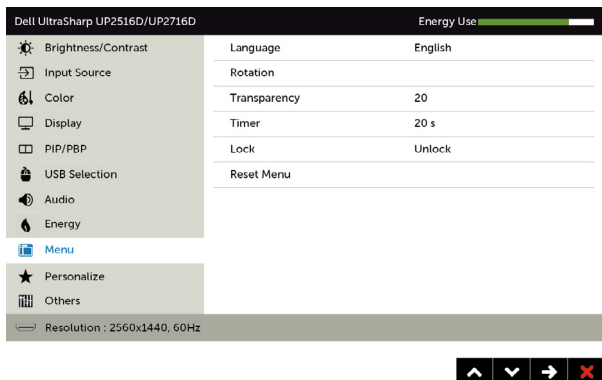 Dell UltraSharp UP2516D/UP2716D Energy Use
Brightness/Contrast Language English
Input Source Rotation
Color Transparency 20
Display Timer 20 s
PIP/PBP Lock Unlock
USB Selection Reset Menu
Audio
Energy
Menu
Personalize
Others
Resolution : 2560x1440, 60Hz